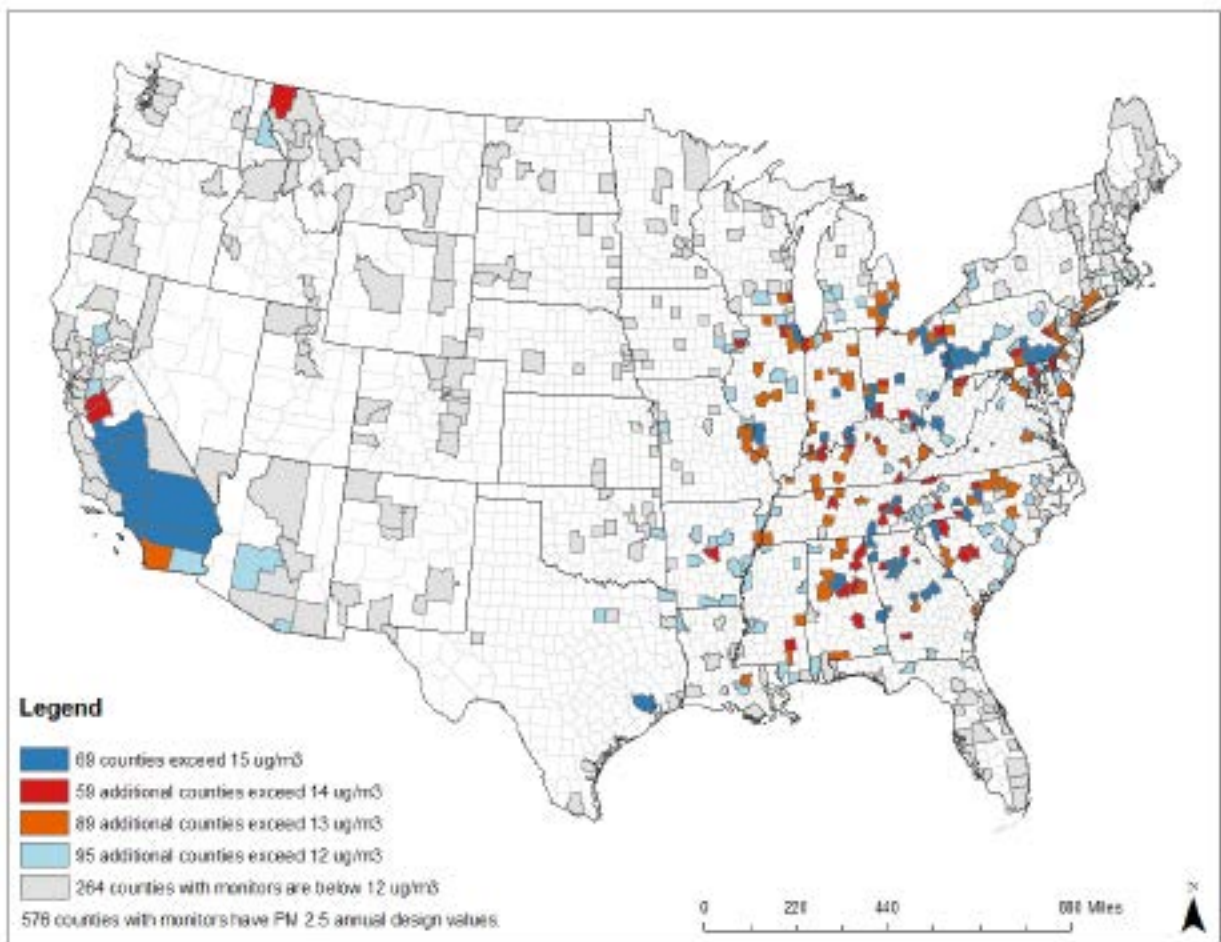 Legend
69 counties exceed 15 ug/m3
59 additional counties exceed 14 ug/m3
89 additional counties exceed 13 ug/m3
95 additional counties exceed 12 ug/m3
264 counties with monitors are below 12 ug/m3
576 counties with monitors have PM 2.5 annual design values.
0 220 440 880 Miles
N